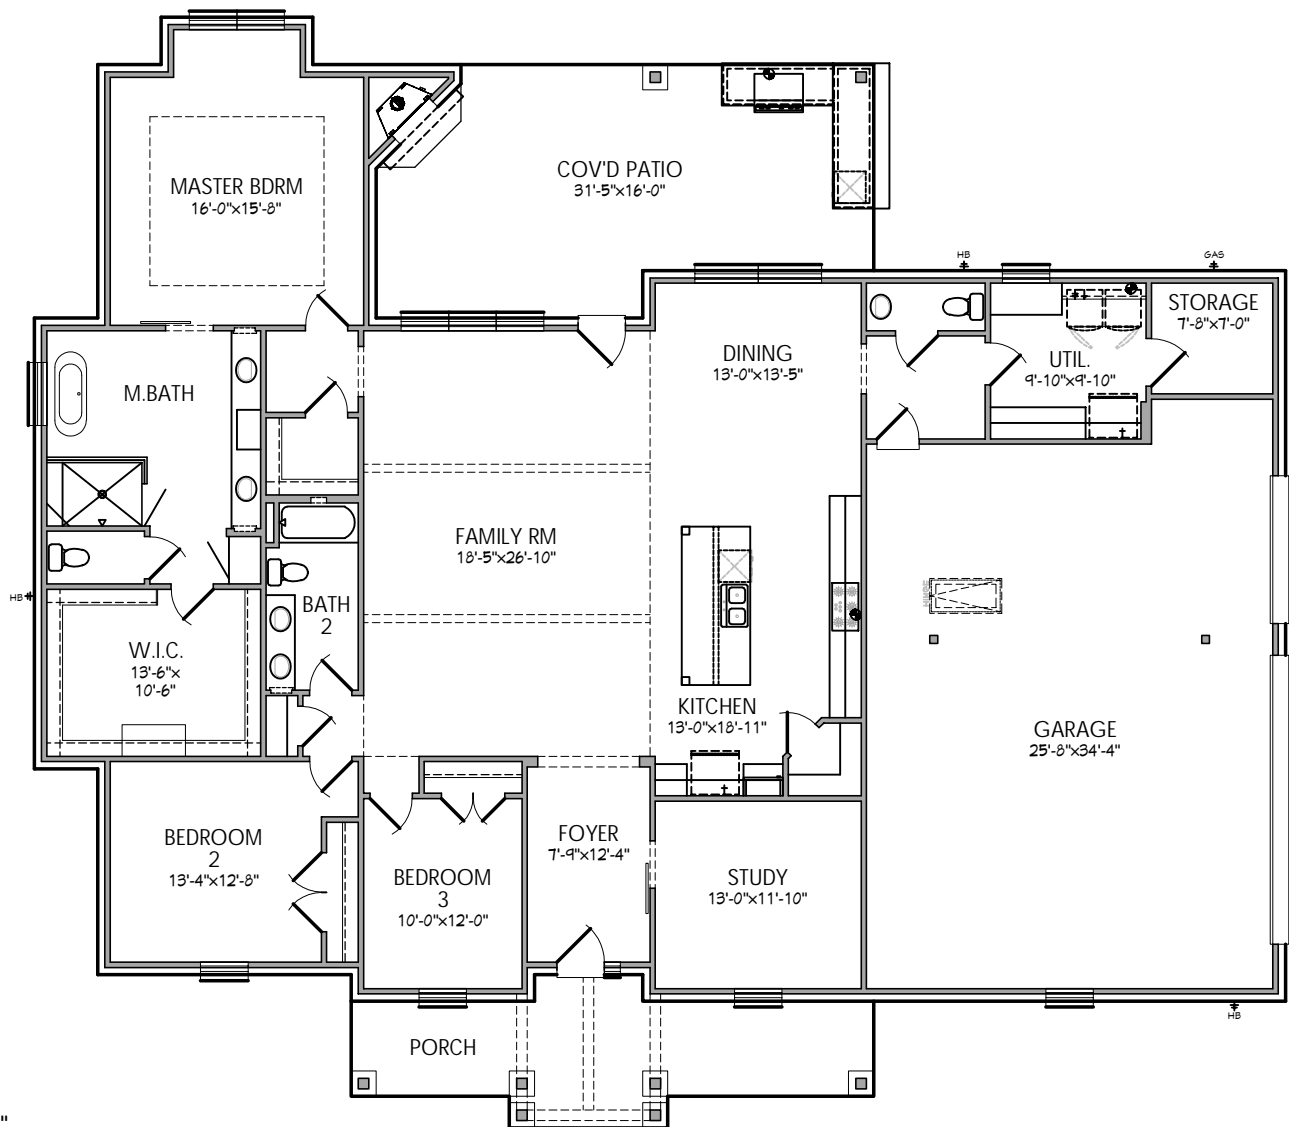 MASTER BDRM
16'-0"x15'-8"
COV'D PATIO
31'-5"x16'-0"
HB
GAS
STORAGE
7'-8"x7'-0"
UTIL.
9'-10"x9'-10"
DINING
13'-0"x13'-5"
M.BATH
FAMILY RM
18'-5"x26'-10"
HB
BATH
2
W.I.C.
13'-6"x
10'-6"
KITCHEN
13'-0"x18'-11"
GARAGE
25'-8"x34'-4"
BEDROOM
2
13'-4"x12'-8"
BEDROOM
3
10'-0"x12'-0"
FOYER
7'-9"x12'-4"
STUDY
13'-0"x11'-10"
HB
PORCH
"